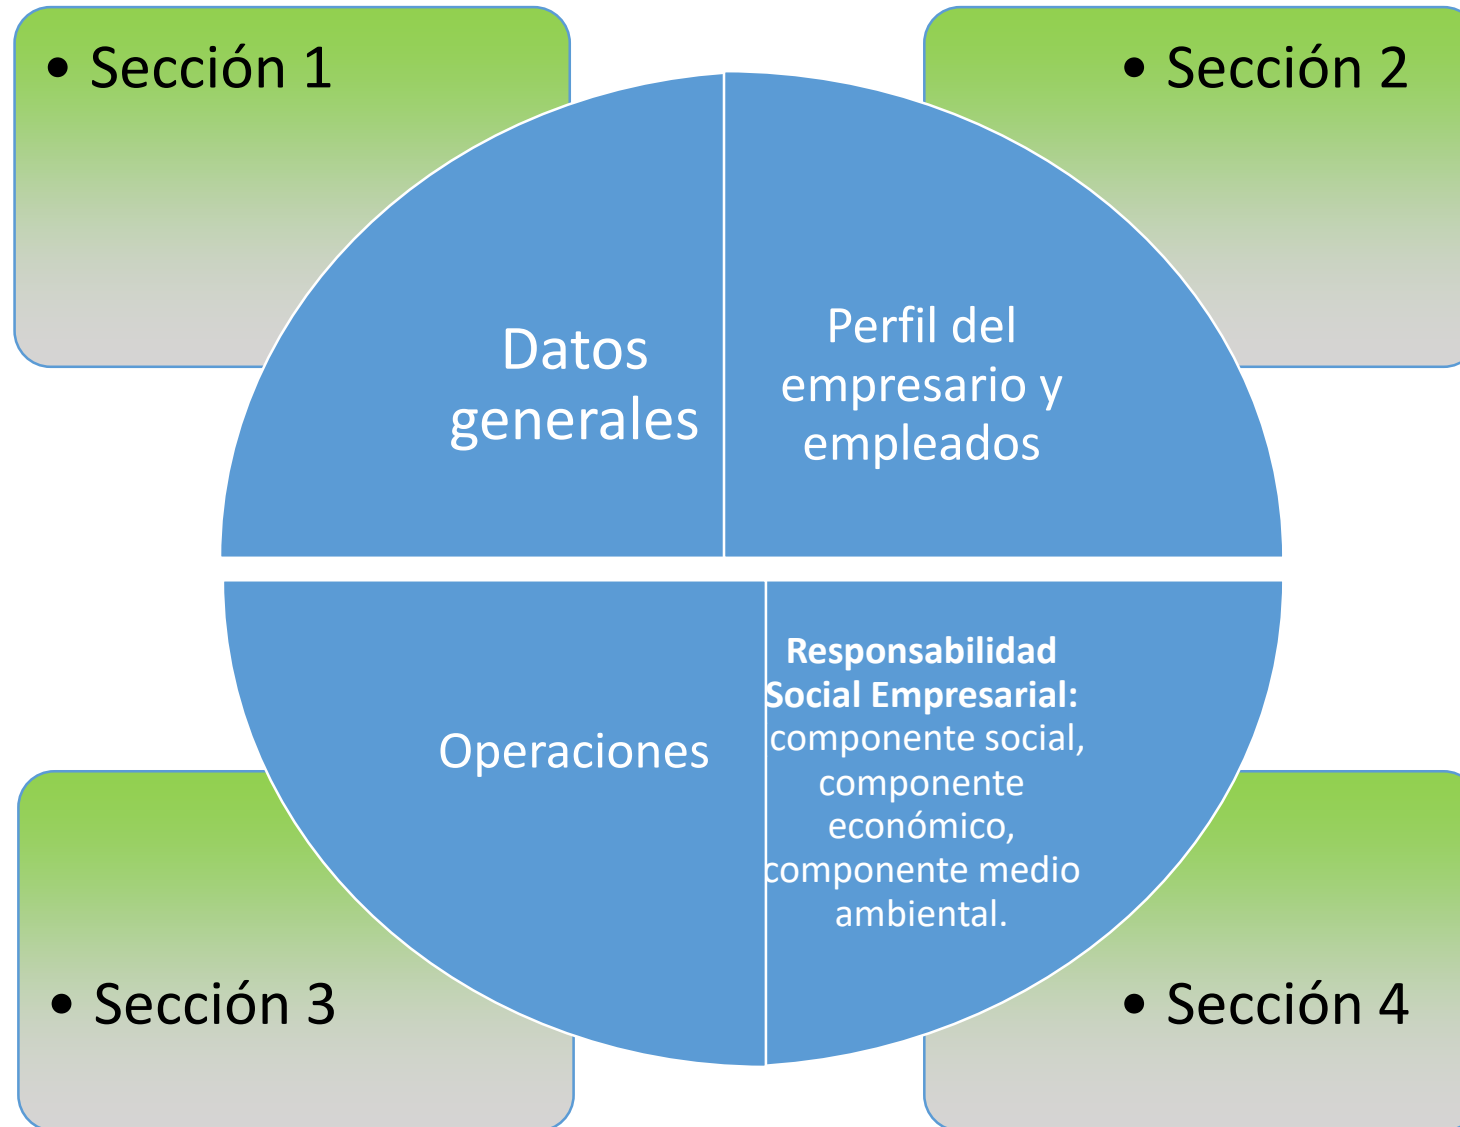 • Sección 1
• Sección 2
Datos
generales
Perfil del
empresario y
empleados
Operaciones
Responsabilidad
Social Empresarial:
componente social,
componente
económico,
componente medio
ambiental.
• Sección 3
• Sección 4